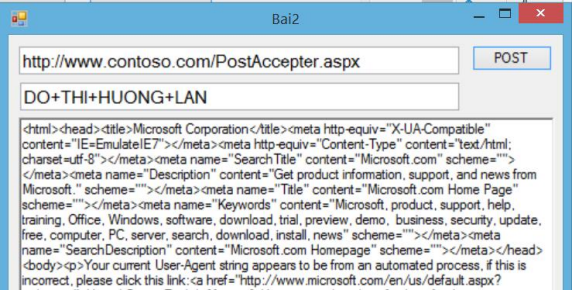 Bai2
http://www.contoso.com/PostAccepter.aspx
POST
DO+THI+HUONG+LAN
<html><head><title>Microsoft Corporation</title><meta http-equiv="X-UA-Compatible"
content="IE=EmulateIE7"></meta><meta http-equiv="Content-Type" content="text/html;
charset=utf-8"></meta><meta name="SearchTitle" content="Microsoft.com" scheme="">
</meta><meta name="Description" content="Get product information, support, and news from
Microsoft." scheme=""></meta><meta name="Title" content="Microsoft.com Home Page"
scheme=""></meta><meta name="Keywords" content="Microsoft, product, support, help,
training, Office, Windows, software, download, trial, preview, demo,  business, security, update,
free, computer, PC, server, search, download, install, news" scheme=""></meta><meta
name="SearchDescription" content="Microsoft.com Homepage" scheme=""></meta></head>
<body><p>Your current User-Agent string appears to be from an automated process, if this is
incorrect, please click this link:<a href="http://www.microsoft.com/en/us/default.aspx?